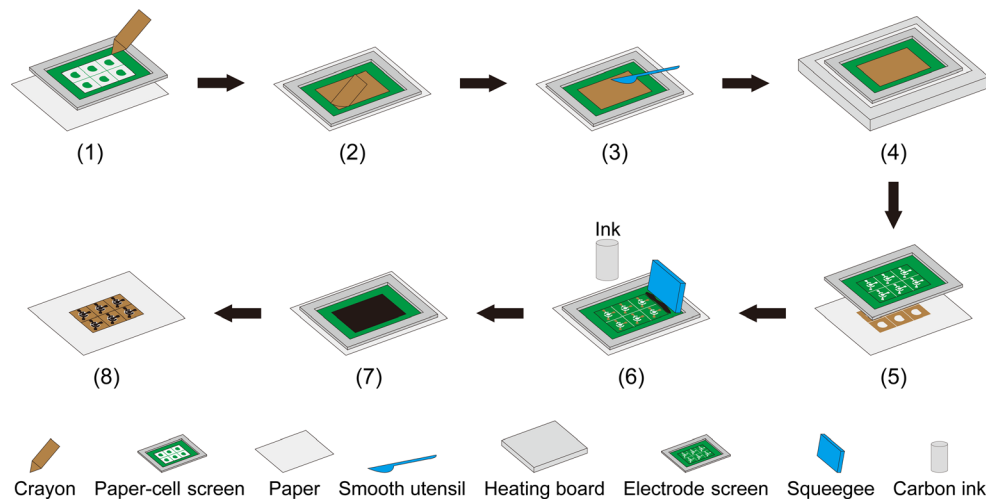 (1)
(2)
(3)
(4)
Ink
(8)
(7)
(6)
(5)
Crayon
Paper-cell screen
Paper
Smooth utensil
Heating board
Electrode screen
Squeegee
Carbon ink